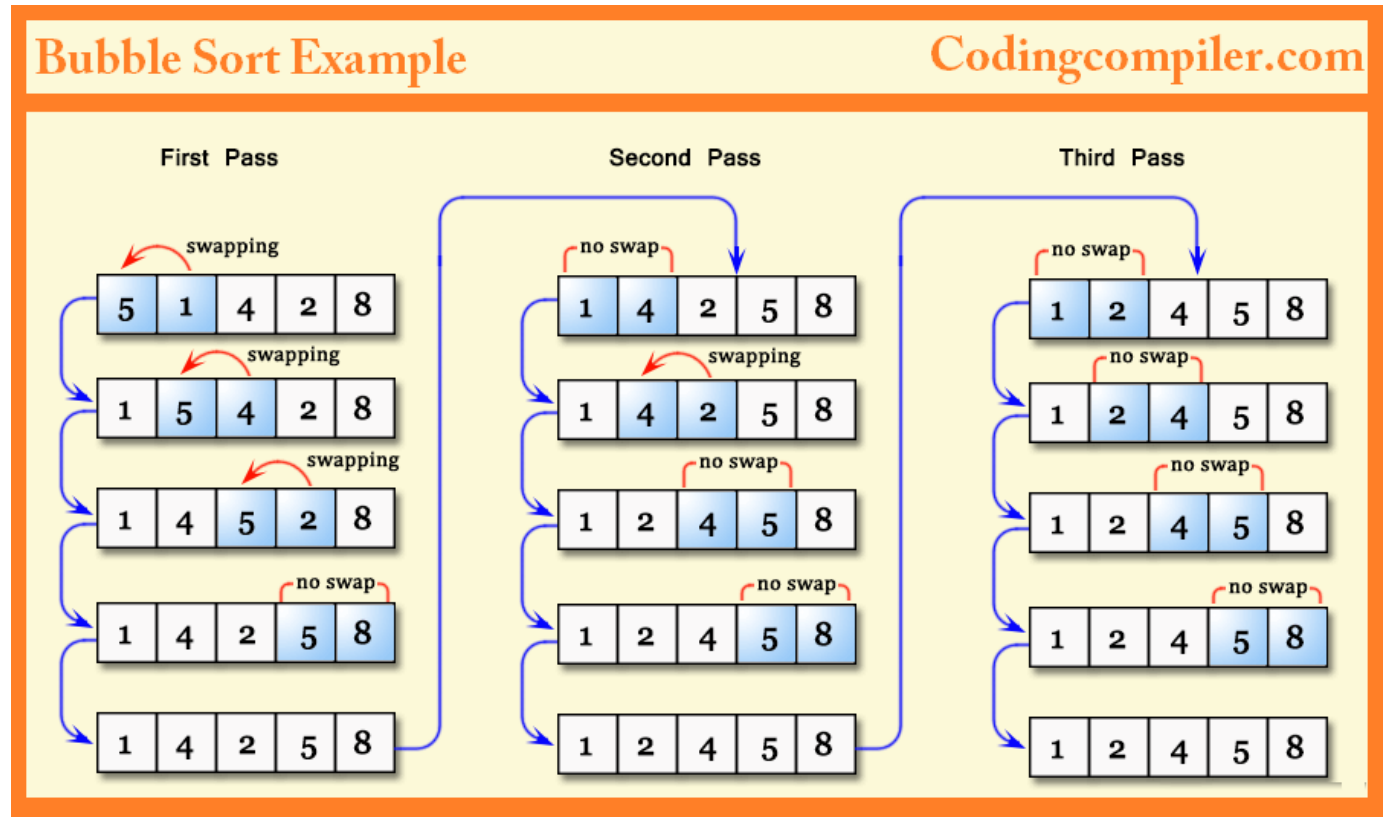 Bubble Sort Example
Codingcompiler.com
First Pass
swapping
5 1 4 2 8
swapping
1 5 4 2 8
swapping
1 4 5 2 8
no swap
1 4 2 5 8
1 4 2 5 8
Second Pass
no swap
1 4 2 5 8
swapping
1 4 2 5 8
no swap
1 2 4 5 8
no swap
1 2 4 5 8
1 2 4 5 8
Third Pass
no swap
1 2 4 5 8
no swap
1 2 4 5 8
no swap
1 2 4 5 8
no swap
1 2 4 5 8
1 2 4 5 8